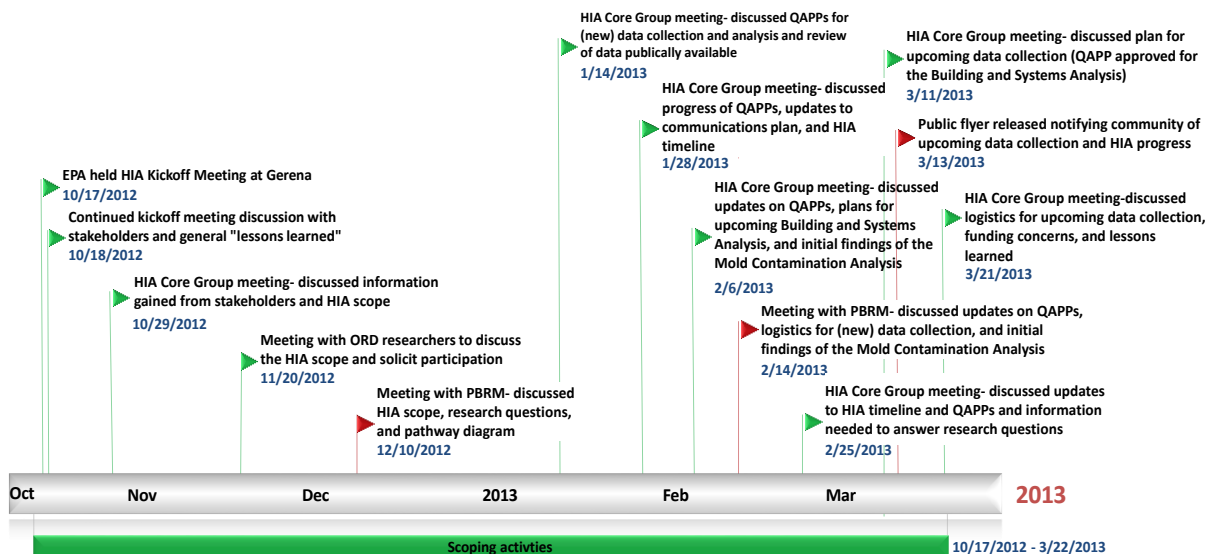 EPA held HIA Kickoff Meeting at Gerena
10/17/2012
Continued kickoff meeting discussion with
stakeholders and general "lessons learned"
10/18/2012
HIA Core Group meeting- discussed information
gained from stakeholders and HIA scope
10/29/2012
Meeting with ORD researchers to discuss
the HIA scope and solicit participation
11/20/2012
Meeting with PBRM- discussed
HIA scope, research questions,
and pathway diagram
12/10/2012
HIA Core Group meeting- discussed QAPPs for
(new) data collection and analysis and review
of data publically available
1/14/2013
HIA Core Group meeting- discussed
progress of QAPPs, updates to
communications plan, and HIA
timeline
1/28/2013
HIA Core Group meeting- discussed
updates on QAPPs, plans for
upcoming Building and Systems
Analysis, and initial findings of the
Mold Contamination Analysis
2/6/2013
Meeting with PBRM- discussed updates on QAPPs,
logistics for (new) data collection, and initial
findings of the Mold Contamination Analysis
2/14/2013
HIA Core Group meeting- discussed updates
to HIA timeline and QAPPs and information
needed to answer research questions
2/25/2013
HIA Core Group meeting- discussed plan for
upcoming data collection (QAPP approved for
the Building and Systems Analysis)
3/11/2013
Public flyer released notifying community of
upcoming data collection and HIA progress
3/13/2013
HIA Core Group meeting-discussed
logistics for upcoming data collection,
funding concerns, and lessons
learned
3/21/2013
Oct Nov Dec 2013 Feb Mar 2013
Scoping activties 10/17/2012 - 3/22/2013